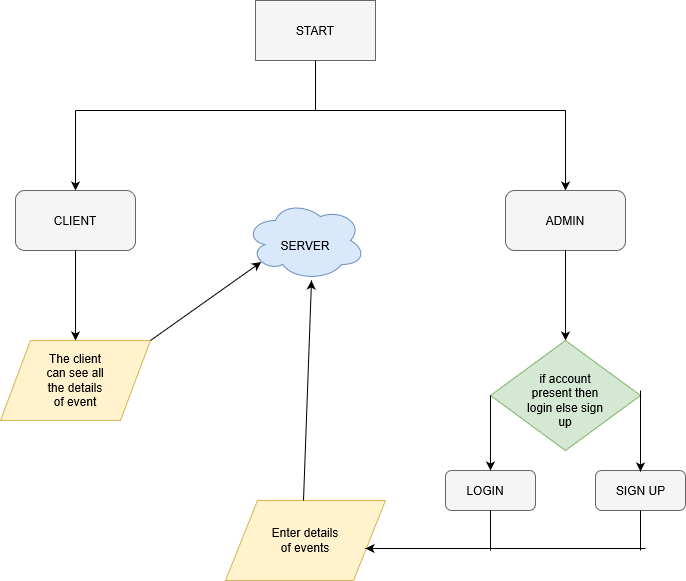 START
CLIENT
SERVER
ADMIN
The client
can see all
the details
of event
if account
present then
login else sign
up
LOGIN
SIGN UP
Enter details
of events